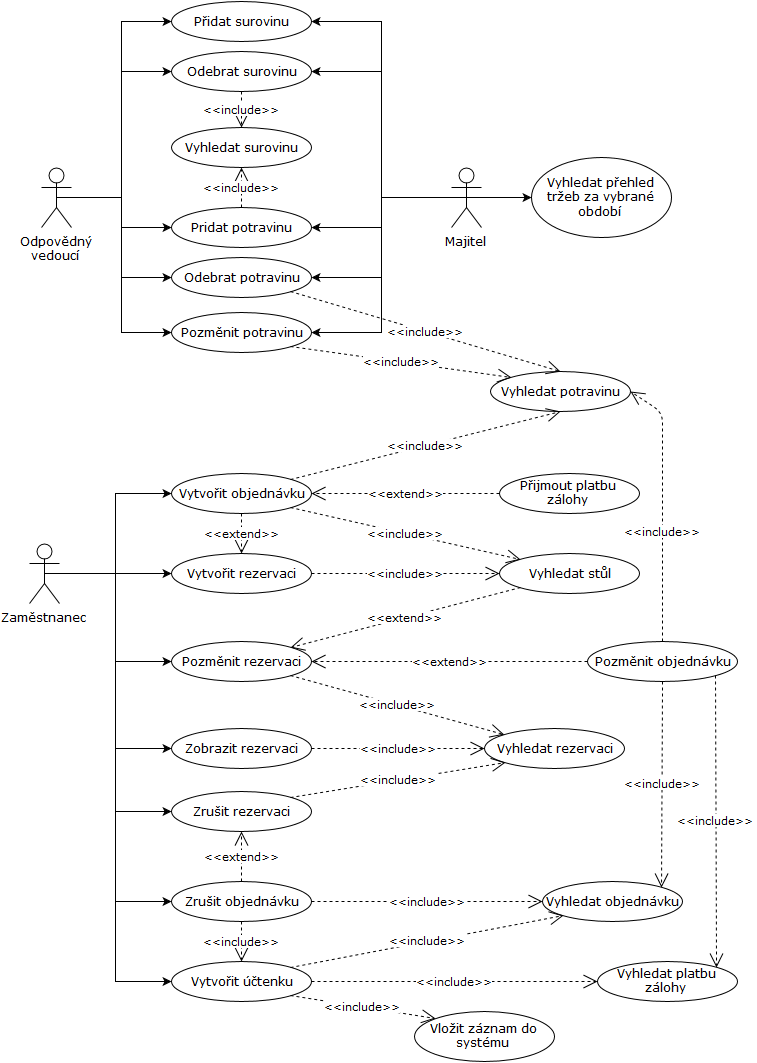 Přidat surovinu
Odebrat surovinu
<<include>>
Vyhledat surovinu
<<include>>
Odpovědný
vedoucí
Majitel
Vyhledat přehled
tržeb za vybrané
období
Pridat potravinu
Odebrat potravinu
Pozměnit potravinu
<<include>>
<<include>>
Vyhledat potravinu
<<include>>
Vytvořit objednávku
<<extend>>
Přijmout platbu
zálohy
<<extend>>
<<include>>
<<include>>
Zaměstnanec
Vytvořit rezervaci
<<include>>
Vyhledat stůl
<<extend>>
Pozměnit rezervaci
<<extend>>
Pozměnit objednávku
<<include>>
Zobrazit rezervaci
<<include>>
Vyhledat rezervaci
<<include>>
<<include>>
Zrušit rezervaci
<<include>>
<<extend>>
Zrušit objednávku
<<include>>
Vyhledat objednávku
<<include>>
<<include>>
Vytvořit účtenku
<<include>>
Vyhledat platbu
zálohy
<<include>>
Vložit záznam do
systému